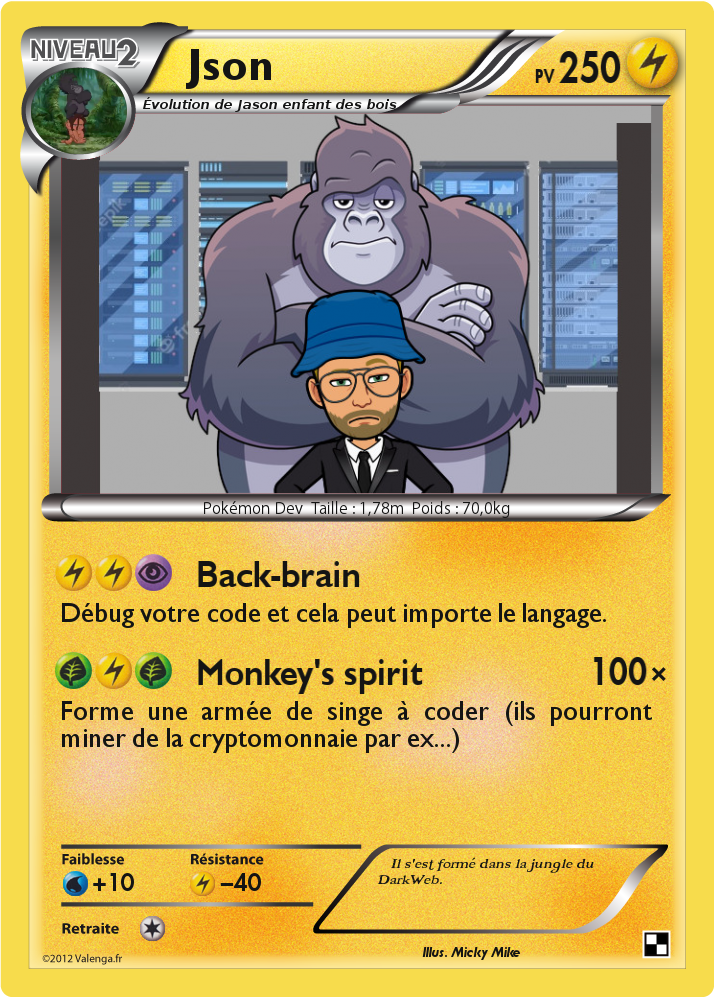 NIVEAU2
Json
PV 250
Évolution de Jason enfant des bois
Pokémon Dev Taille : 1,78m Poids : 70,0kg
Back-brain
Débug votre code et cela peut importe le langage.
Monkey's spirit 100×
Forme une armée de singe à coder (ils pourront
miner de la cryptomonnaie par ex...)
Faiblesse
+10
Résistance
−40
Retraite
Il s'est formé dans la jungle du
DarkWeb.
©2012 Valenga.fr
Illus. Micky Mike